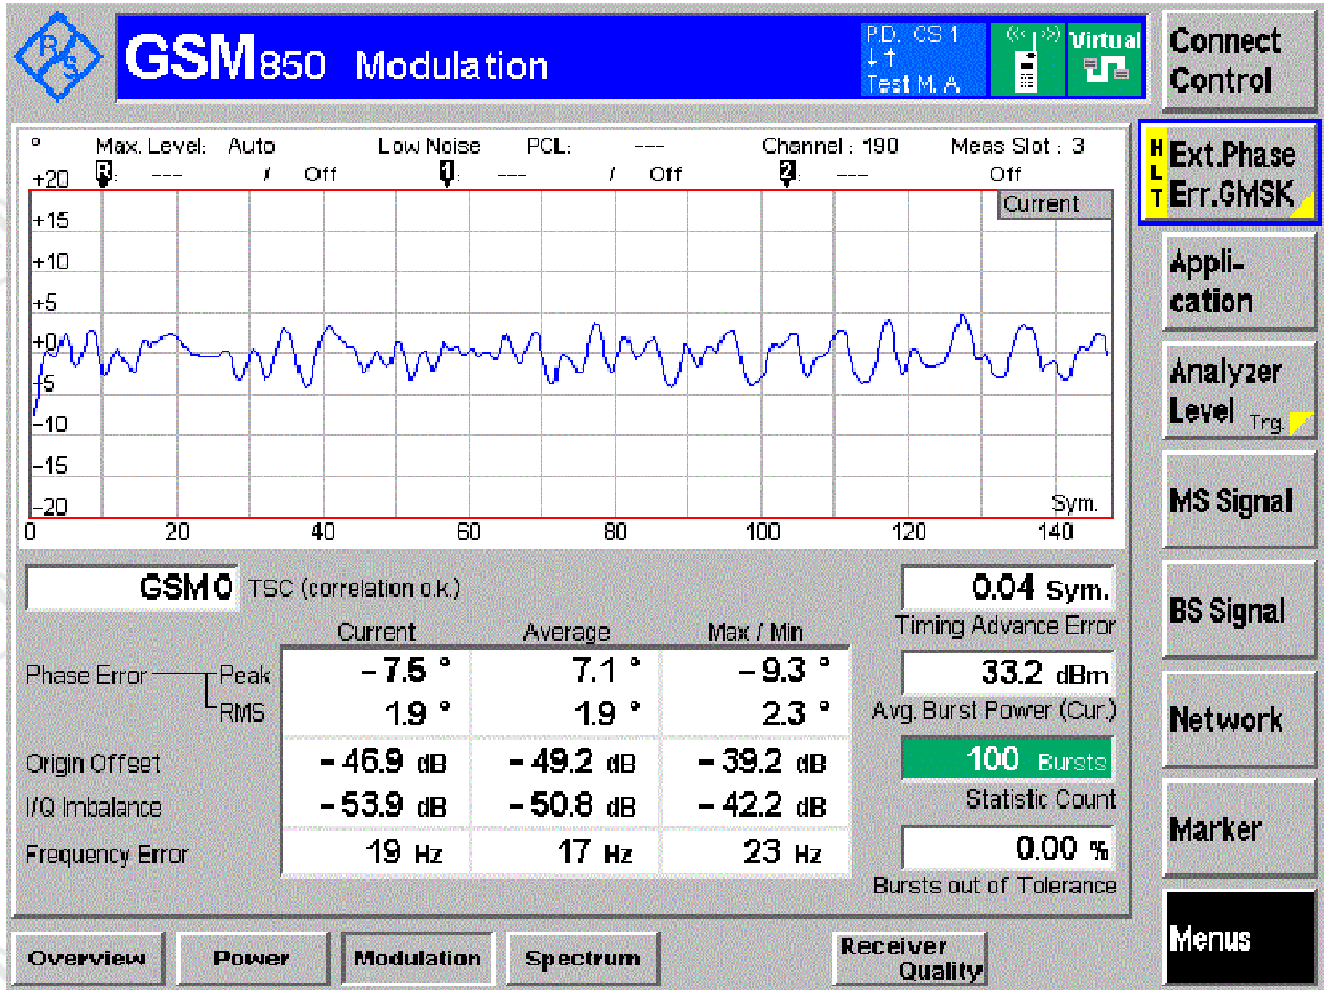 R S
GSM850 Modulation
PD. CS 1
Test M. A.
Virtual
Connect
Control
° Max. Level: Auto Low Noise PCL: --- Channel : 190 Meas Slot : 3
R : --- / Off 1 : --- / Off 2 : --- Off
+20
Current
+15
+10
+5
+0
-5
-10
-15
-20
Sym.
0 20 40 60 80 100 120 140
HLT
Ext.Phase
Err.GMSK
Appli-
cation
Analyzer
Level Trg.
MS Signal
BS Signal
Network
Marker
Menus
GSM 0 TSC (correlation o.k.)
0.04 Sym.
Timing Advance Error
Current Average Max / Min
Phase Error Peak -7.5 ° 7.1 ° -9.3 °
RMS 1.9 ° 1.9 ° 2.3 °
33.2 dBm
Avg. Burst Power (Cur.)
Origin Offset -46.9 dB -49.2 dB -39.2 dB
100 Bursts
Statistic Count
I/Q Imbalance -53.9 dB -50.8 dB -42.2 dB
Frequency Error 19 Hz 17 Hz 23 Hz
0.00 %
Bursts out of Tolerance
Overview Power Modulation Spectrum Receiver
Quality